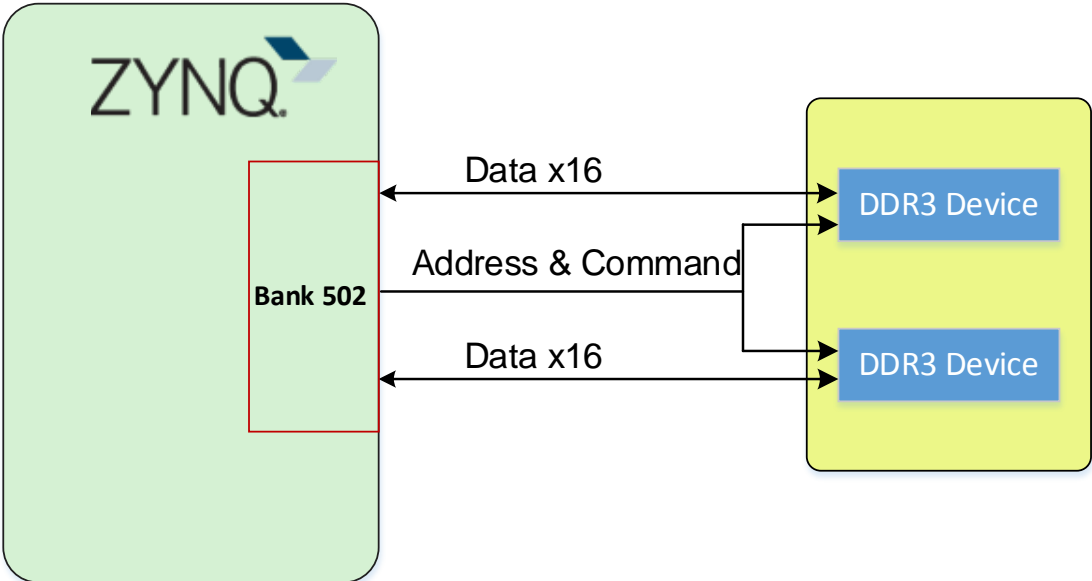 ZYNQ.
Data x16
DDR3 Device
Address & Command
Bank 502
Data x16
DDR3 Device